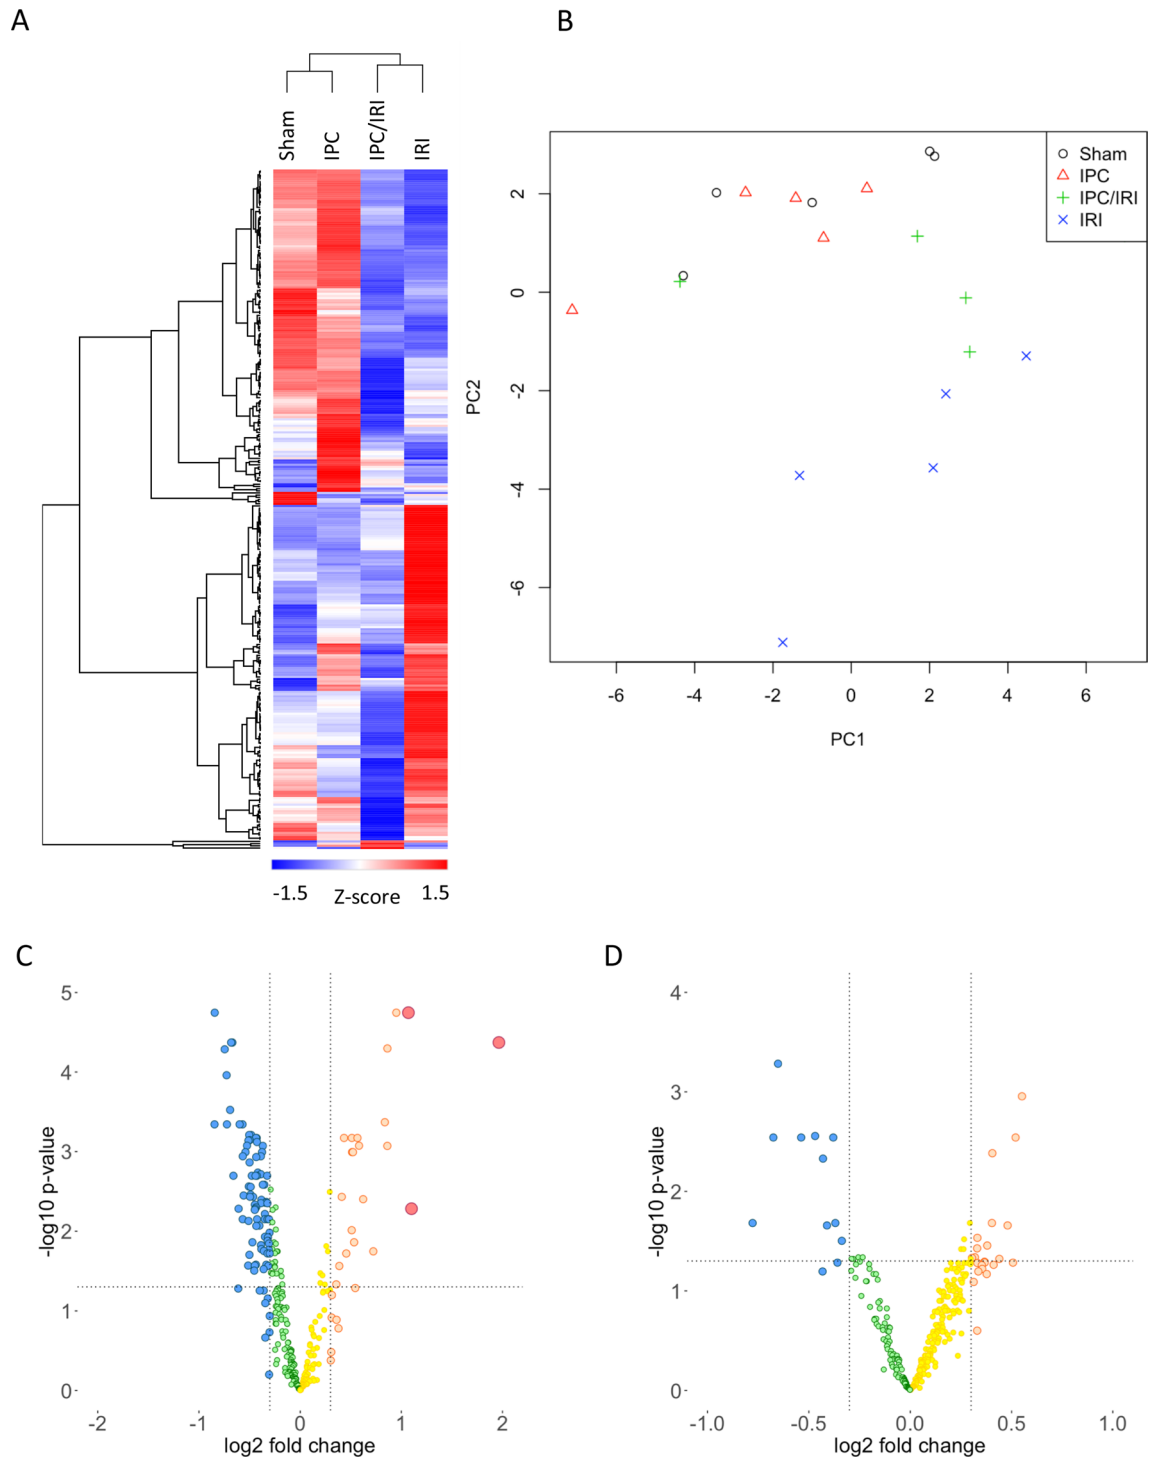 A
B
Sham
IPC
IPC/IRI
IRI
-1.5
Z-score
1.5
PC2
2
0
-2
-4
-6
Sham
IPC
IPC/IRI
IRI
-6
-4
-2
0
2
4
6
PC1
C
-log10 p-value
5
4
3
2
1
0
-2
-1
0
1
2
log2 fold change
D
-log10 p-value
4
3
2
1
0
-1.0
-0.5
0.0
0.5
1.0
log2 fold change